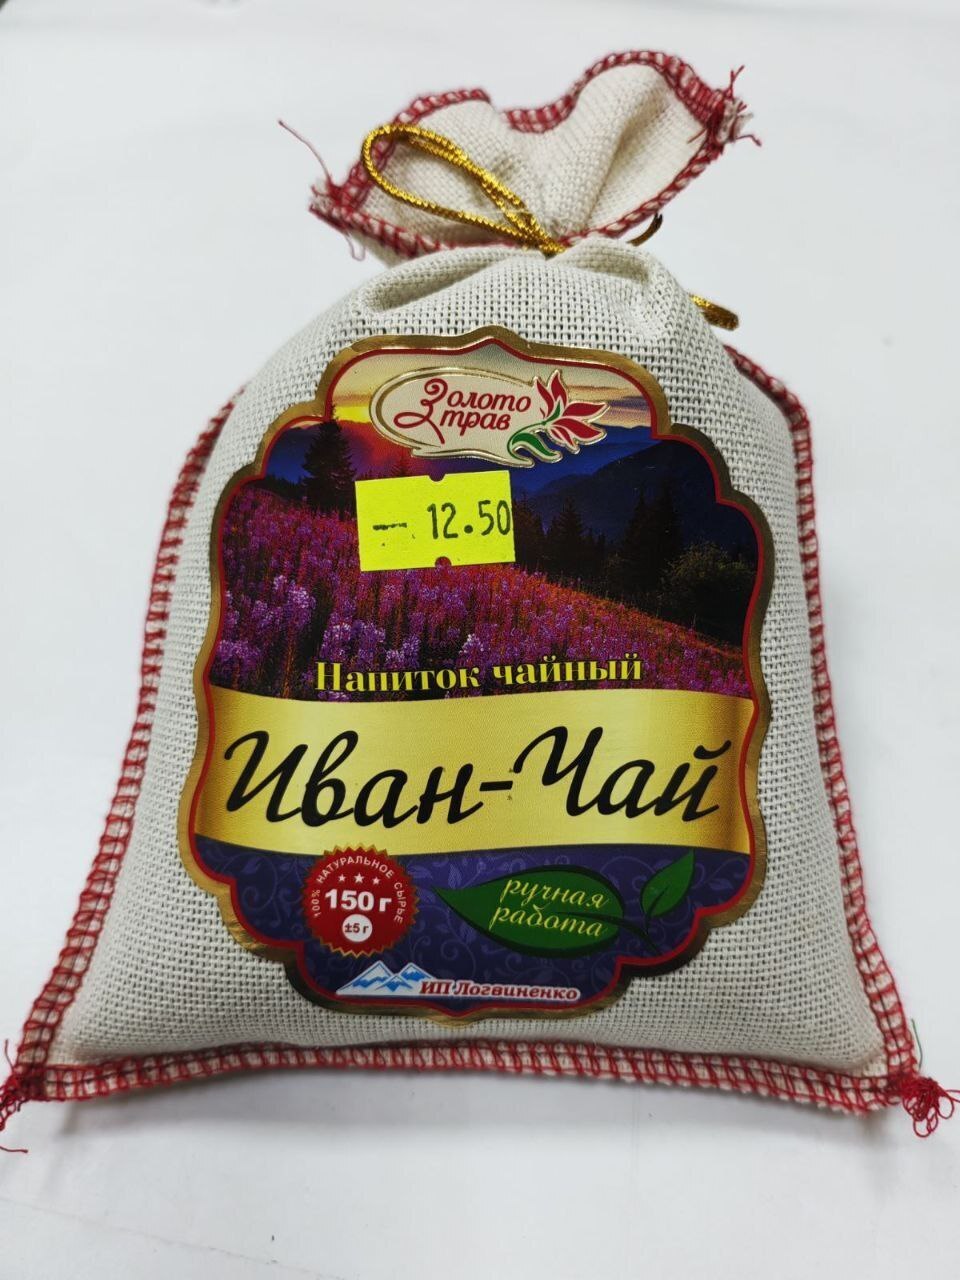 Золото
трав
12.50
Напиток чайный
Иван-Чай
100% НАТУРАЛЬНОЕ СЫРЬЕ
150 г
±5 г
ручная
работа
ИП Логвиненко